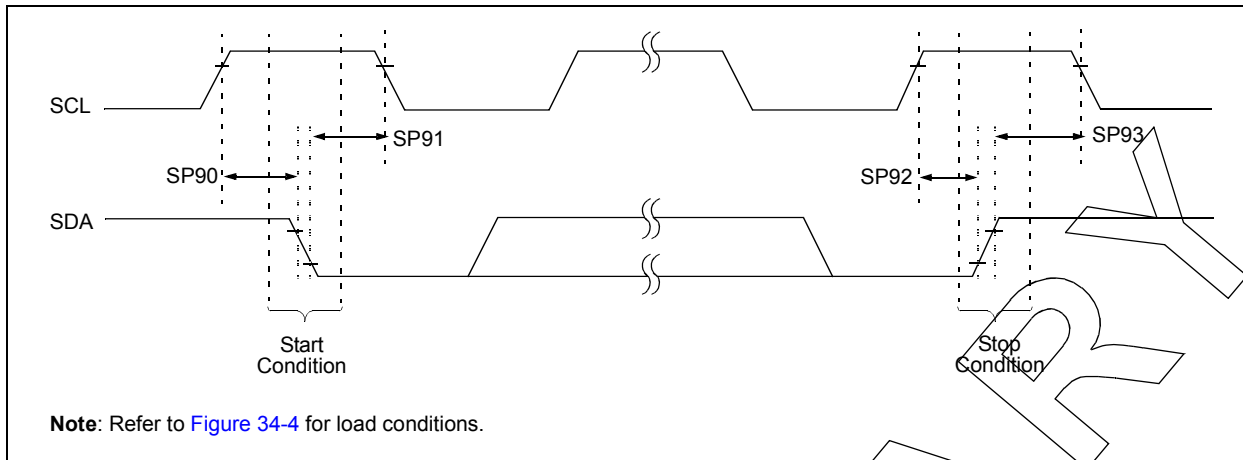 SCL
SP91
SP93
SP90
SP92
SDA
Start
Condition
Stop
Condition
Note: Refer to Figure 34-4 for load conditions.
R Y